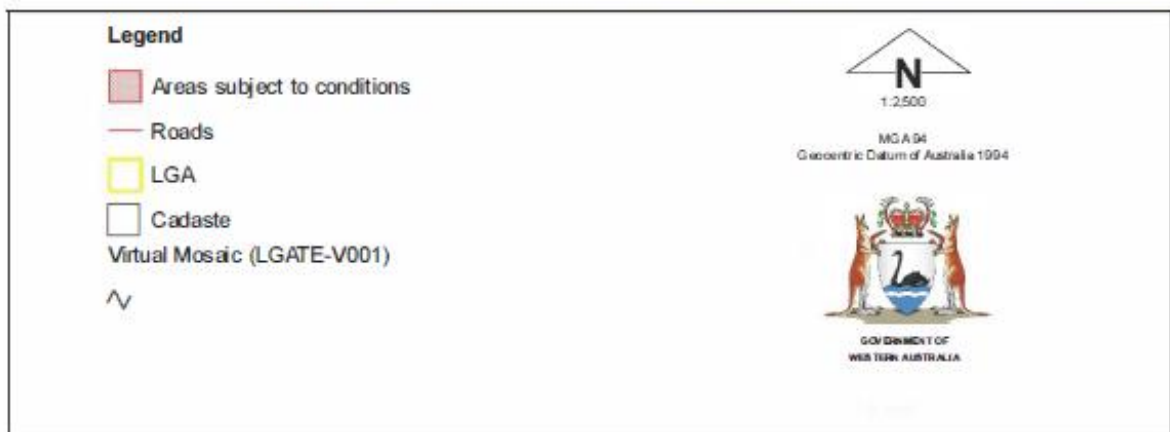 Legend
Areas subject to conditions
Roads
LGA
Cadaste
Virtual Mosaic (LGATE-V001)
N
1:2,500
MGA 94
Geocentric Datum of Australia 1994
GOVERNMENT OF
WESTERN AUSTRALIA